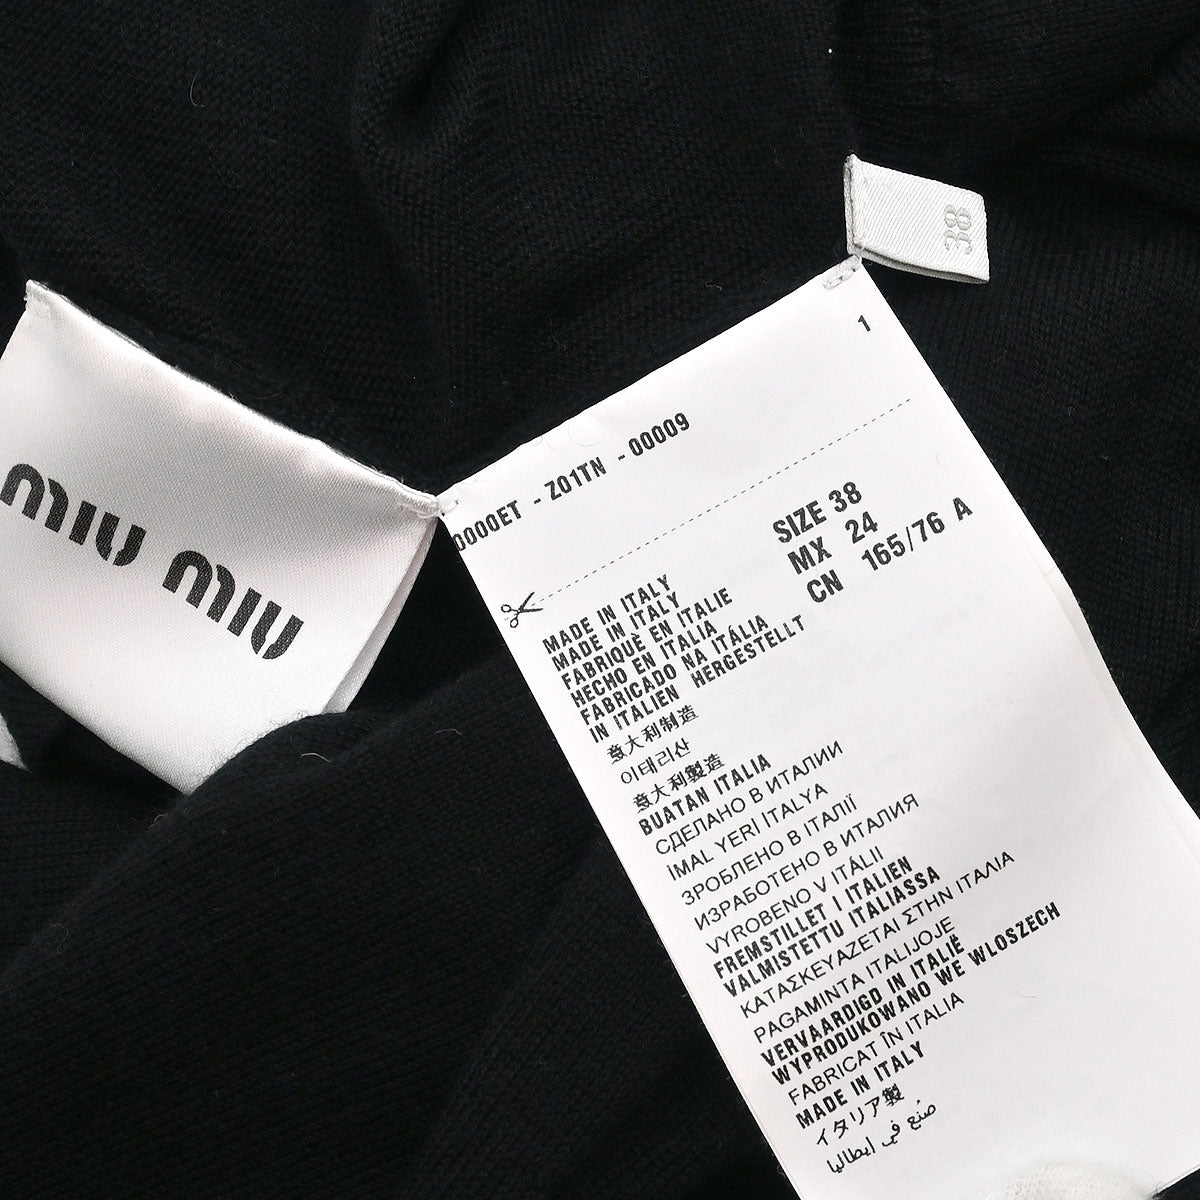 miu miu
38
1
0000ET - Z01TN - 00009
SIZE 38
MX 24
CN 165/76 A
MADE IN ITALY
MADE IN ITALY
FABRIQUÈ EN ITALIE
HECHO EN ITALIA
FABRICADO NA ITÁLIA
IN ITALIEN HERGESTELLT
意大利制造
이태리산
意大利製造
BUATAN ITALIA
СДЕЛАНО В ИТАЛИИ
İMAL YERİ İTALYA
ЗРОБЛЕНО В ІТАЛІЇ
ИЗРАБОТЕНО В ИТАЛИЯ
VYROBENO V ITÁLII
FREMSTILLET I ITALIEN
VALMISTETTU ITALIASSA
ΚΑΤΑΣΚΕΥΑΖΕΤΑΙ ΣΤΗΝ ΙΤΑΛΙΑ
PAGAMINTA ITALIJOJE
VERVAARDIGD IN ITALIË
WYPRODUKOWANO WE WLOSZECH
FABRICAT ÎN ITALIA
MADE IN ITALY
イタリア製
صنع في ايطاليا